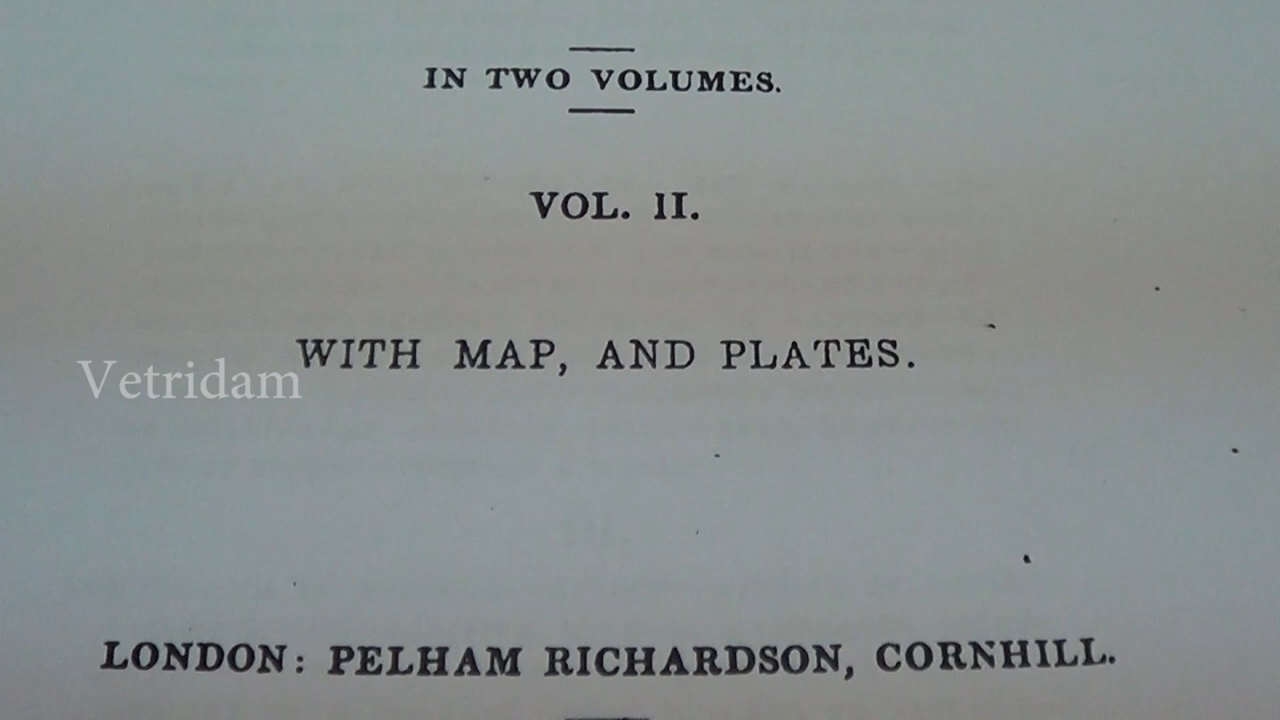 IN TWO VOLUMES.
VOL. II.
WITH MAP, AND PLATES.
Vetridam
LONDON: PELHAM RICHARDSON, CORNHILL.